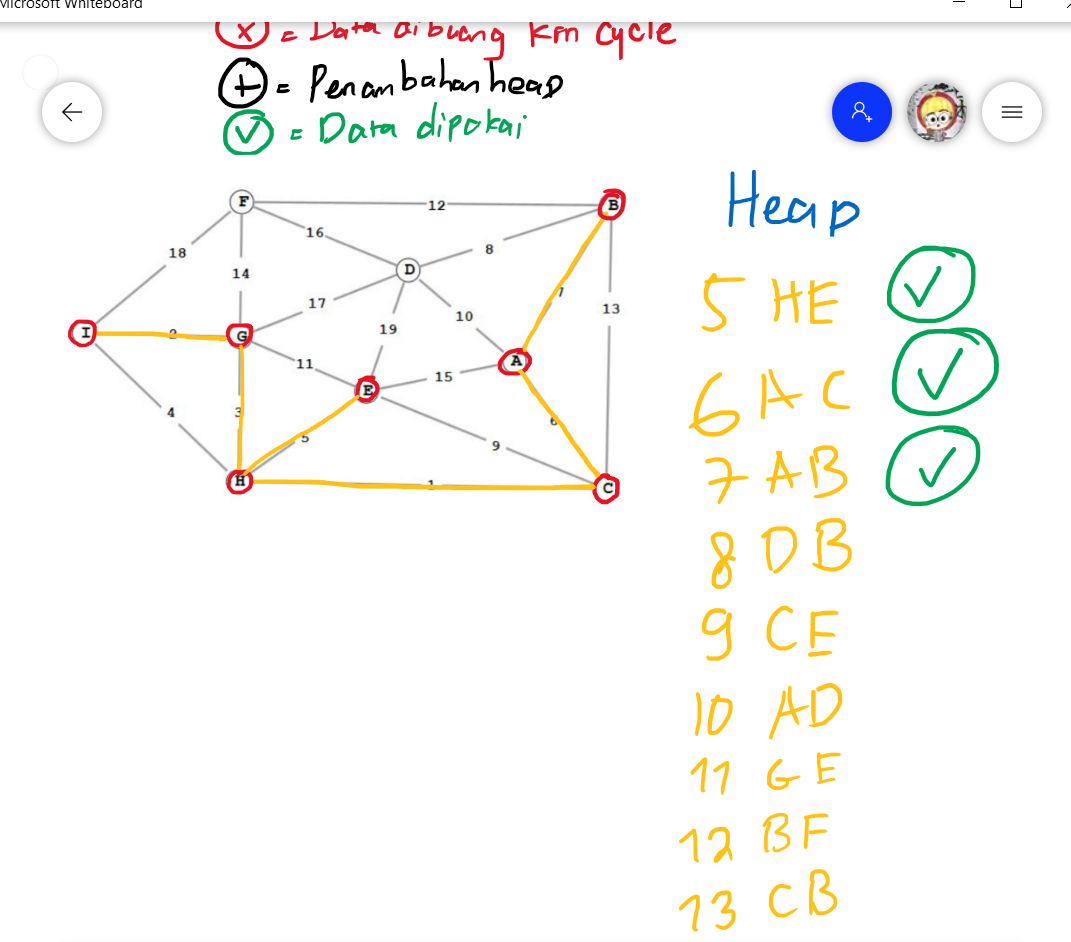 Microsoft Whiteboard
(X) = Data dibuang Krn Cycle
(+) = Penambahan heap
(✓) = Data dipakai
Heap
F 12 B
16
8
18
D
14
17
10
13
19
I 2 G
11
7
15
A
E
4
3
5
9
6
H 1 C
5 HE ✓
6 AC ✓
7 AB ✓
8 DB
9 CE
10 AD
11 GE
12 BF
13 CB